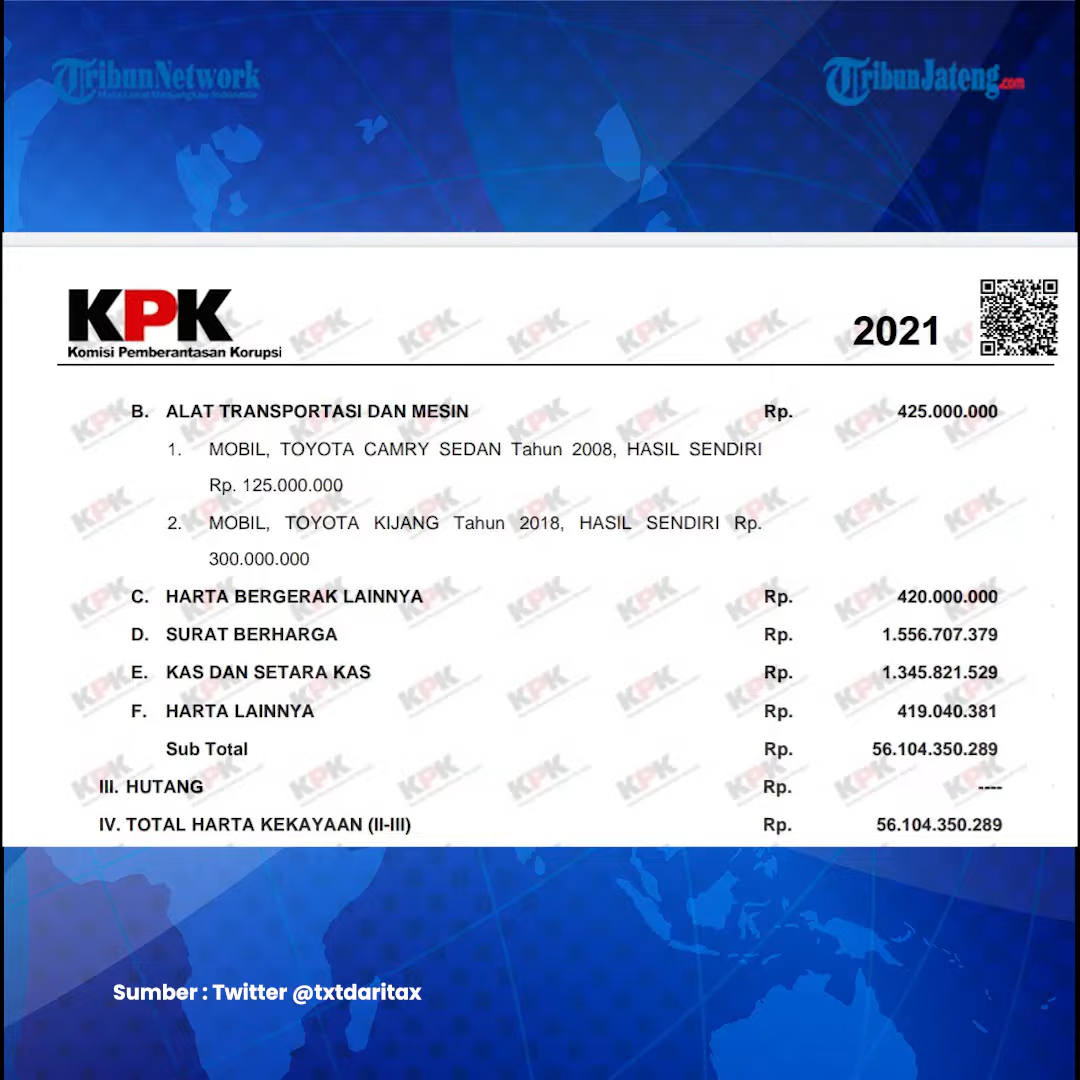 TribunNetwork
TribunJateng.com
KPK
Komisi Pemberantasan Korupsi
2021
B. ALAT TRANSPORTASI DAN MESIN Rp. 425.000.000
1. MOBIL, TOYOTA CAMRY SEDAN Tahun 2008, HASIL SENDIRI
Rp. 125.000.000
2. MOBIL, TOYOTA KIJANG Tahun 2018, HASIL SENDIRI Rp.
300.000.000
C. HARTA BERGERAK LAINNYA Rp. 420.000.000
D. SURAT BERHARGA Rp. 1.556.707.379
E. KAS DAN SETARA KAS Rp. 1.345.821.529
F. HARTA LAINNYA Rp. 419.040.381
Sub Total Rp. 56.104.350.289
III. HUTANG Rp. ----
IV. TOTAL HARTA KEKAYAAN (II-III) Rp. 56.104.350.289
Sumber : Twitter @txtdaritax